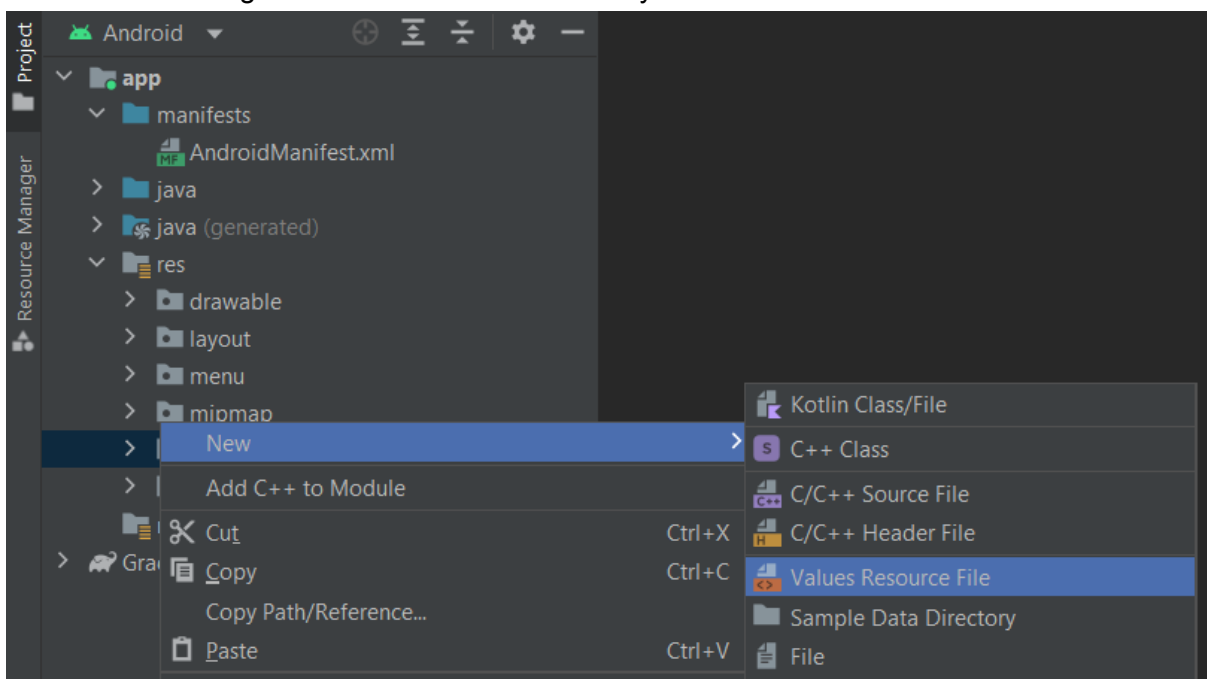 Project
Resource Manager
Android
app
manifests
MF
AndroidManifest.xml
java
java (generated)
res
drawable
layout
menu
mipmap
Gra
New
Add C++ to Module
Cut Ctrl+X
Copy Ctrl+C
Copy Path/Reference...
Paste Ctrl+V
Kotlin Class/File
S C++ Class
C++ C/C++ Source File
H C/C++ Header File
<> Values Resource File
Sample Data Directory
File